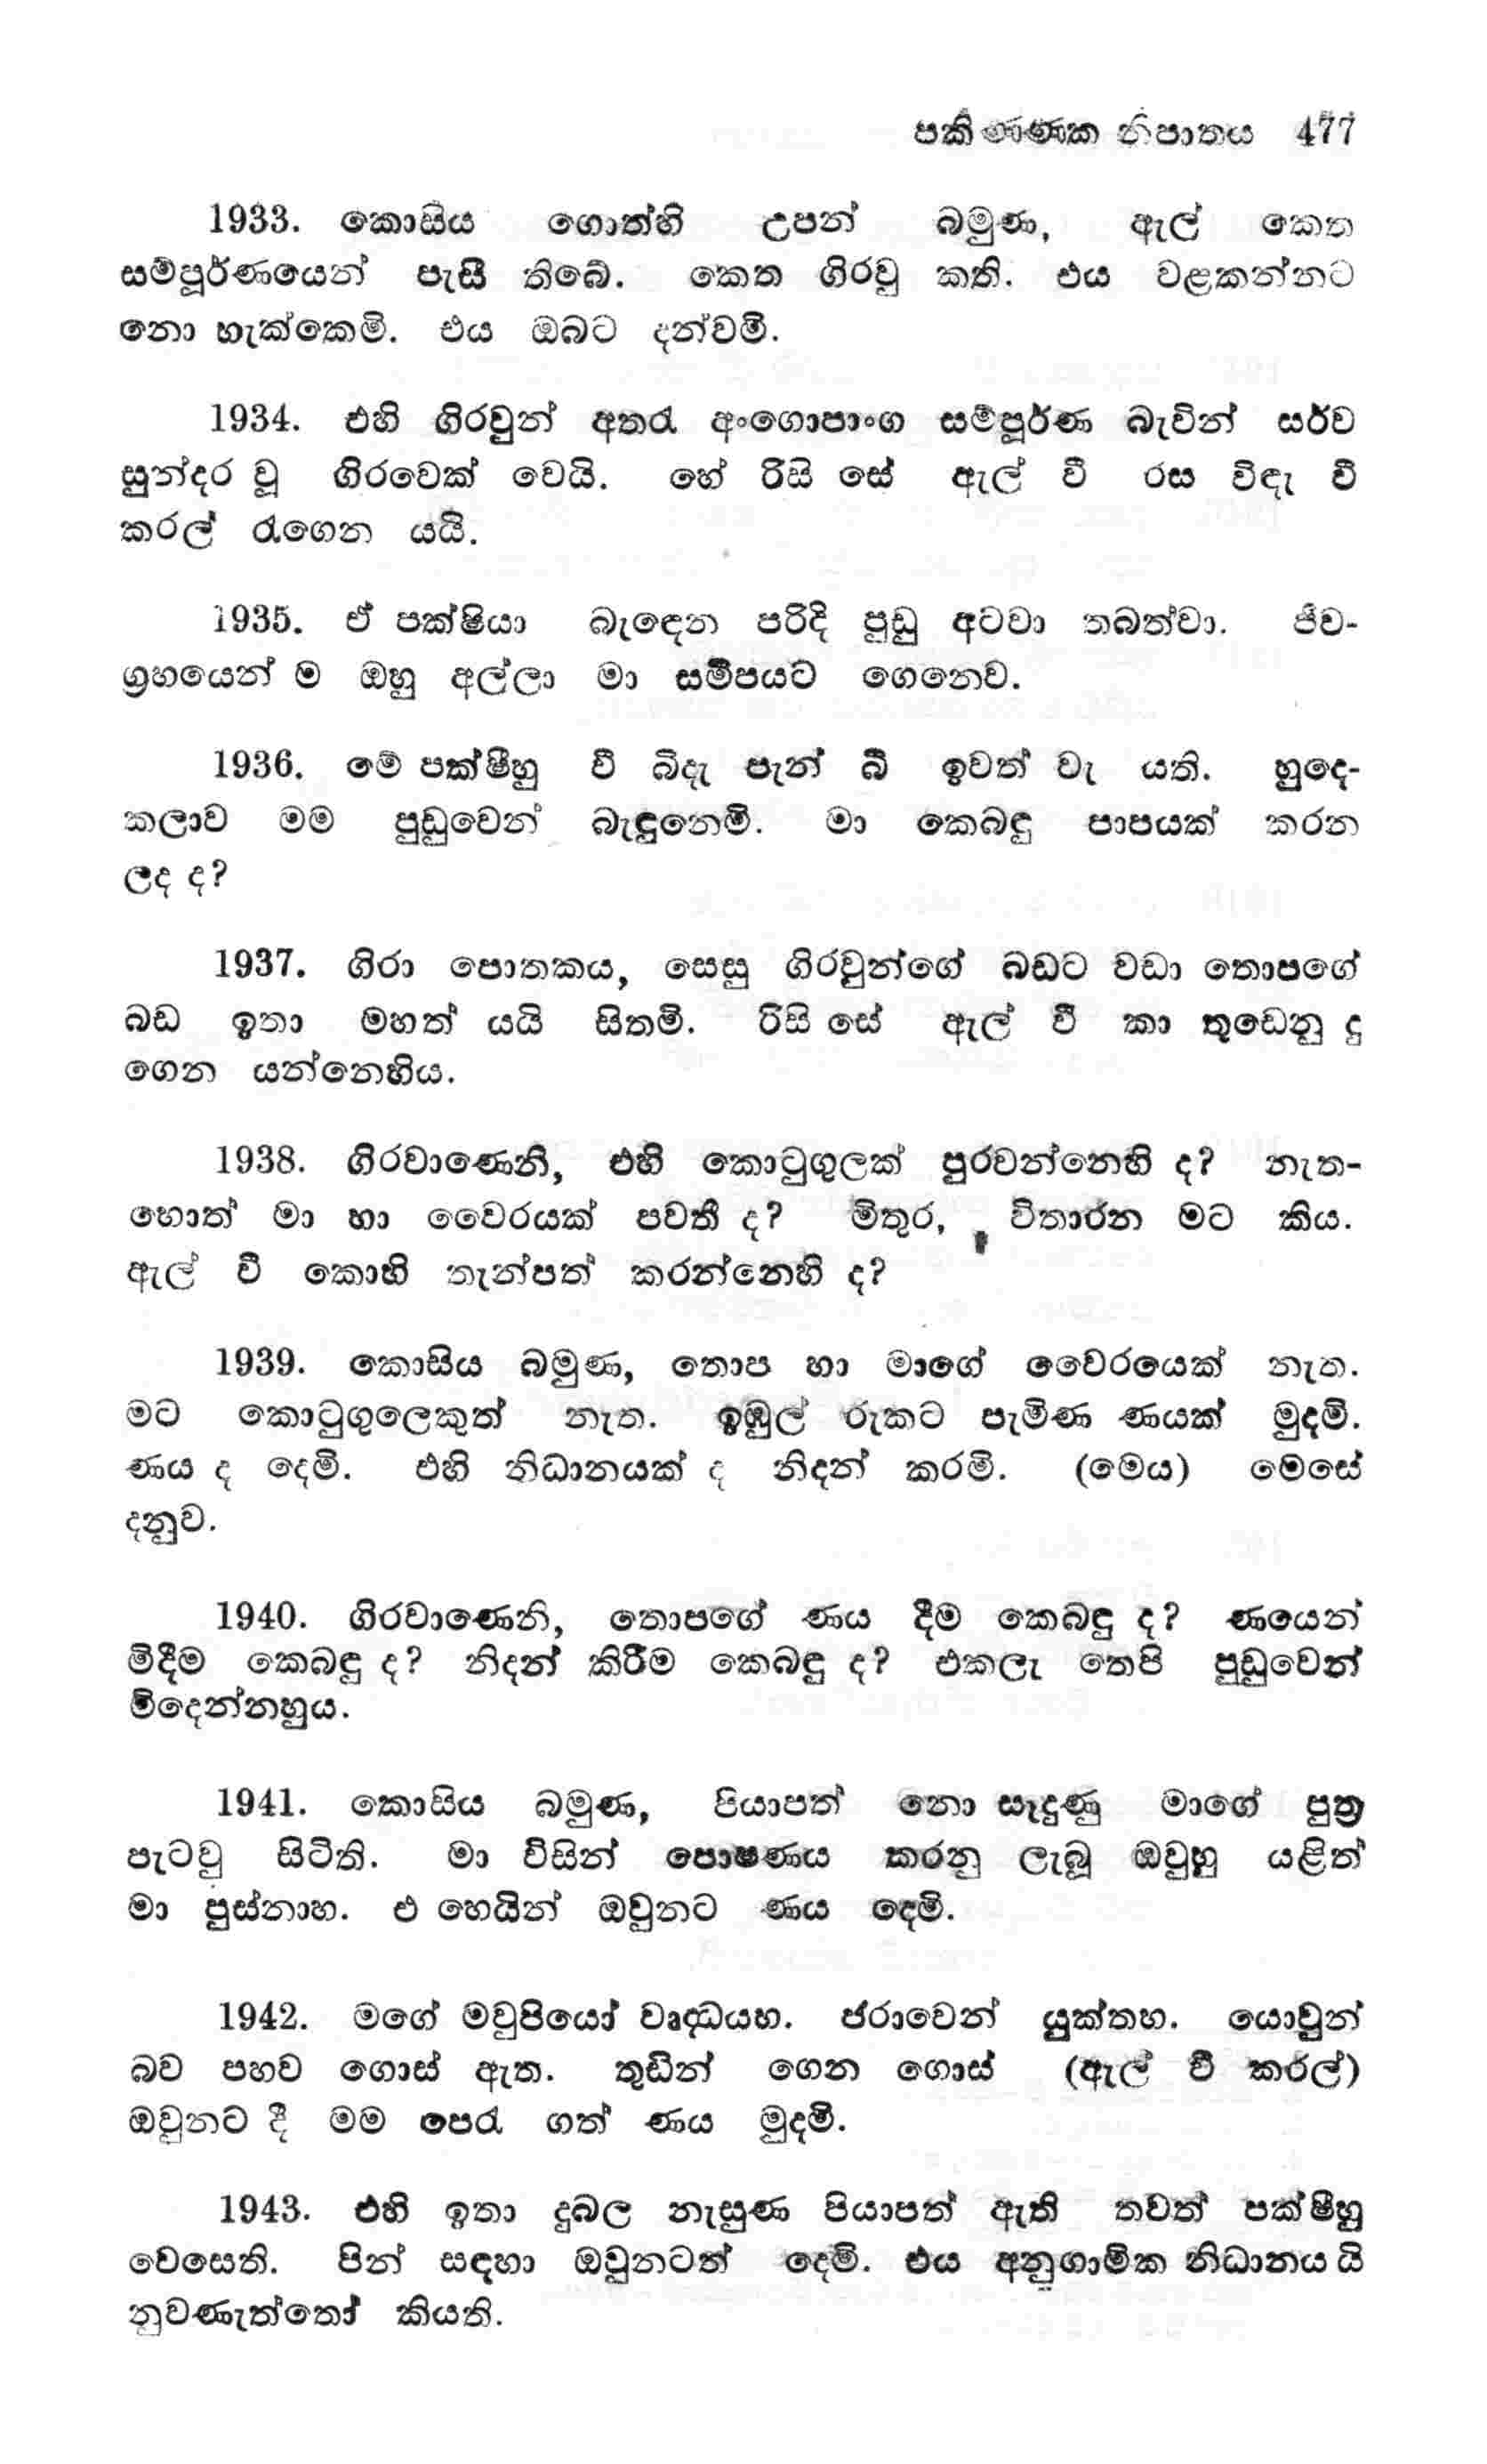 පකිණ්ණක නිපාතය 477
1933. කොසිය ගොත්හි උපන් බමුණ, ඇල් කෙත
සම්පූර්ණයෙන් පැසී තිබේ. කෙත ගිරවු කති. එය වළකන්නට
නො හැක්කෙමි. එය ඔබට දන්වමි.
1934. එහි ගිරවුන් අතරැ අංගොපාංග සම්පූර්ණ බැවින් සර්ව
සුන්දර වූ ගිරවෙක් වෙයි. හේ රිසි සේ ඇල් වී රස විඳැ වී
කරල් රැගෙන යයි.
1935. ඒ පක්ෂියා බැඳෙන පරිදි පුඩු අටවා තබත්වා. ජීව-
ග්‍රහයෙන් ම ඔහු අල්ලා මා සමීපයට ගෙනෙව.
1936. මේ පක්ෂීහු වී බිදැ පැන් බී ඉවත් වැ යති. හුදෙ-
කලාව මම පුඩුවෙන් බැඳුනෙමි. මා කෙබඳු පාපයක් කරන
ලද ද?
1937. ගිරා පොතකය, සෙසු ගිරවුන්ගේ බඩට වඩා තොපගේ
බඩ ඉතා මහත් යයි සිතමි. රිසි සේ ඇල් වී කා තුඩෙනු දු
ගෙන යන්නෙහිය.
1938. ගිරවාණෙනි, එහි කොටුගුලක් පුරවන්නෙහි ද? නැත-
හොත් මා හා වෛරයක් පවතී ද? මිතුර, විතාරන මට කිය.
ඇල් වී කොහි තැන්පත් කරන්නෙහි ද?
1939. කොසිය බමුණ, තොප හා මාගේ වෛරයෙක් නැත.
මට කොටුගුලෙකුත් නැත. ඉඹුල් රුකට පැමිණ ණයක් මුදමි.
ණය ද දෙමි. එහි නිධානයක් ද නිදන් කරමි. (මෙය) මෙසේ
දනුව.
1940. ගිරවාණෙනි, තොපගේ ණය දීම කෙබඳු ද? ණයෙන්
මිදීම කෙබඳු ද? නිදන් කිරීම කෙබඳු ද? එකලැ තෙපි පුඩුවෙන්
මිදෙන්නහුය.
1941. කොසිය බමුණ, පියාපත් නො සෑදුණු මාගේ පුත්‍ර
පැටවු සිටිති. මා විසින් පොෂණය කරනු ලැබූ ඔවුහු යළිත්
මා පුස්නාහ. එ හෙයින් ඔවුනට ණය දෙමි.
1942. මගේ මවුපියෝ වෘද්ධයහ. ජරාවෙන් යුක්තහ. යොවුන්
බව පහව ගොස් ඇත. තුඩින් ගෙන ගොස් (ඇල් වී කරල්)
ඔවුනට දී මම පෙරැ ගත් ණය මුදමි.
1943. එහි ඉතා දුබල නැසුණ පියාපත් ඇති තවත් පක්ෂීහු
වෙසෙති. පින් සඳහා ඔවුනටත් දෙමි. එය අනුගාමික නිධානය යි
නුවණැත්තෝ කියති.